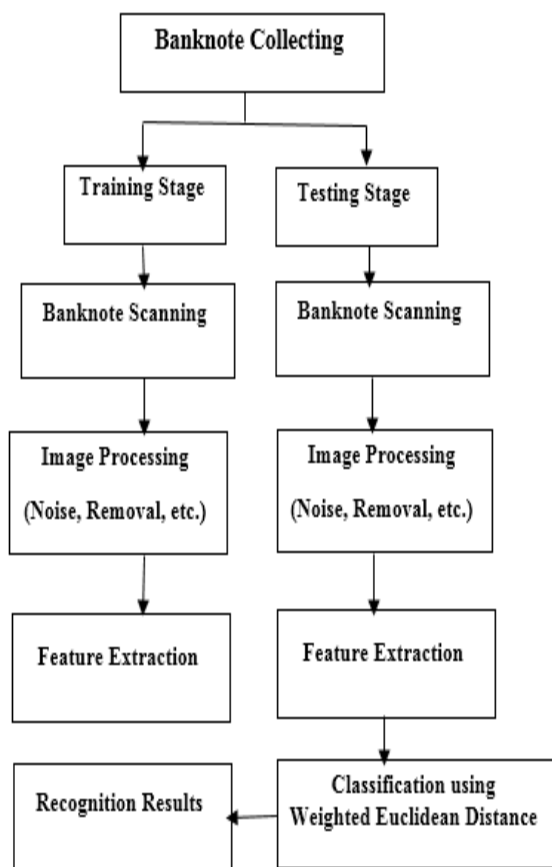 Banknote Collecting
Training Stage
Testing Stage
Banknote Scanning
Banknote Scanning
Image Processing
(Noise, Removal, etc.)
Image Processing
(Noise, Removal, etc.)
Feature Extraction
Feature Extraction
Recognition Results
Classification using
Weighted Euclidean Distance